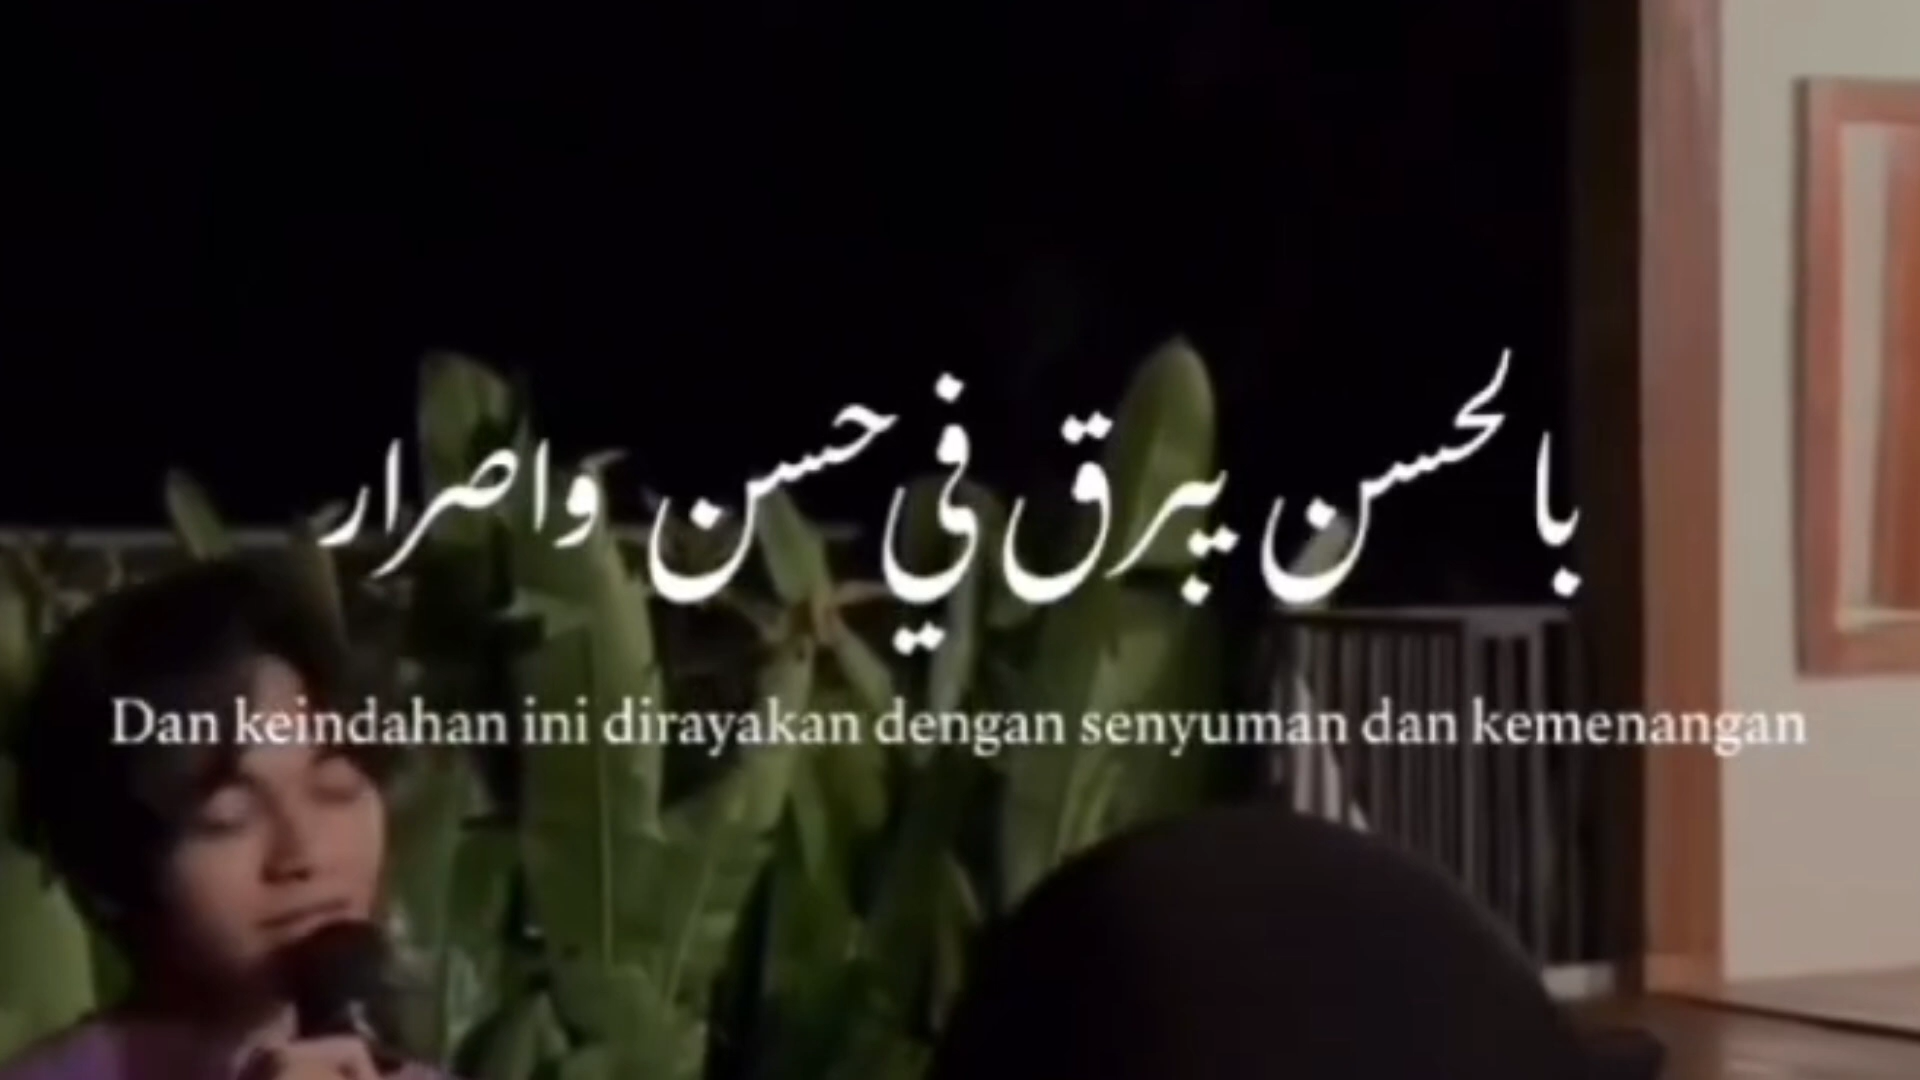 بالحسن يبرق في حسن واصرار
Dan keindahan ini dirayakan dengan senyuman dan kemenangan